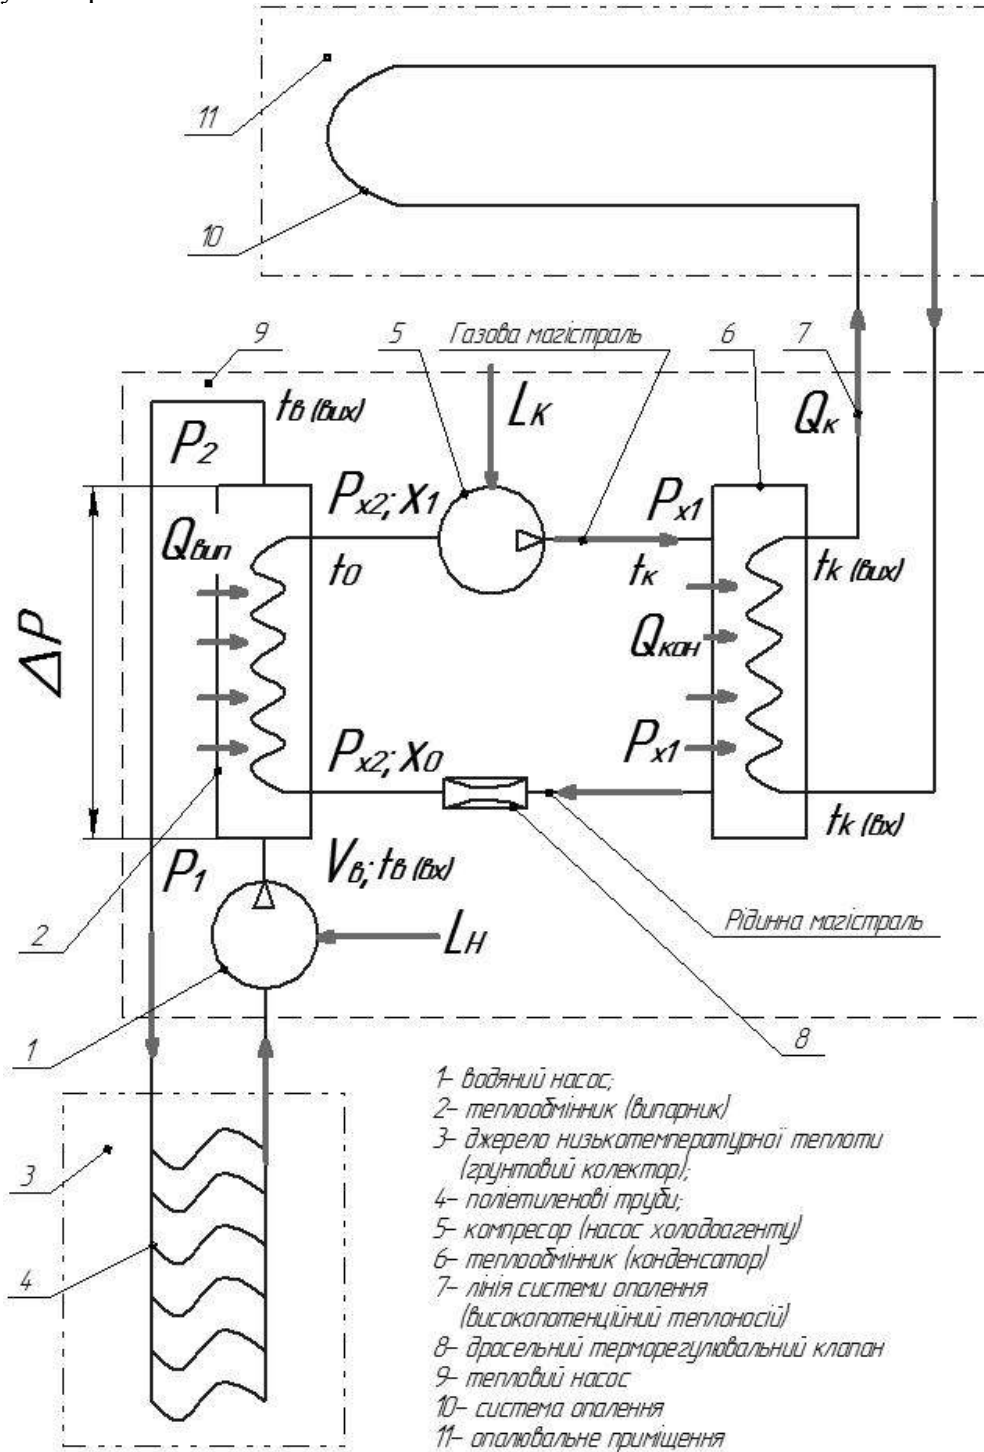 11
10
9
5
Газова магістраль
6
7
tв (вих)
Lк
Qк
P2
Px2; X1
Px1
Qвип
t0
tк
tк (вих)
ΔP
Qкон
Px2; X0
Px1
tк (вх)
P1
Vв; tв (вх)
2
Lн
Рідинна магістраль
1
8
3
4
1– водяний насос;
2– теплообмінник (випарник)
3– джерело низькотемпературної теплоти
(грунтовий колектор);
4– поліетиленові труби;
5– компресор (насос холодоагенту)
6– теплообмінник (конденсатор)
7– лінія системи опалення
(високопотенційний теплоносій)
8– дросельний терморегулювальний клапан
9– тепловий насос
10– система опалення
11– опалювальне приміщення